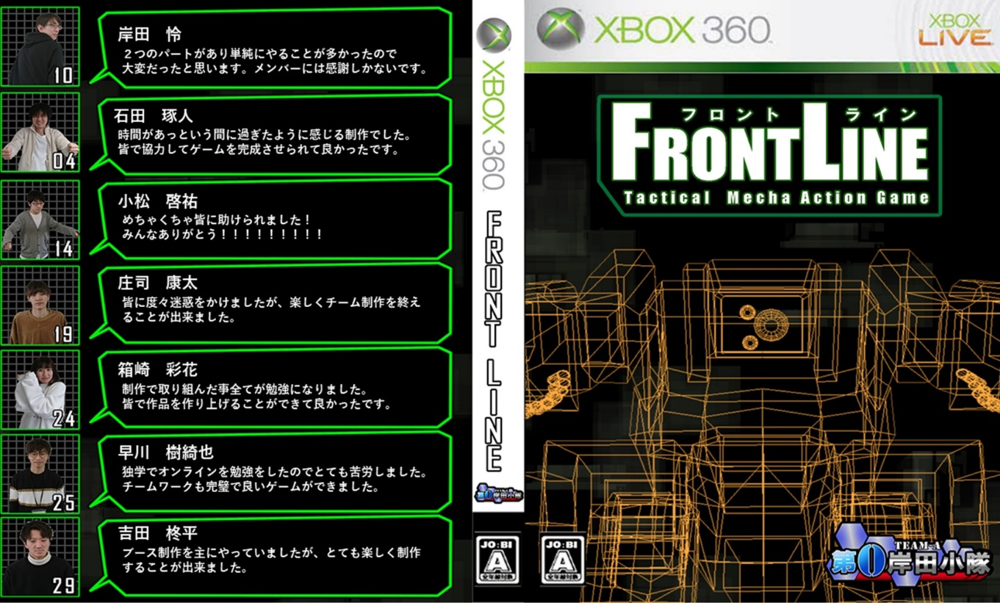 10
岸田 怜
２つのパートがあり単純にやることが多かったので
大変だったと思います。メンバーには感謝しかないです。
04
石田 琢人
時間があっという間に過ぎたように感じる制作でした。
皆で協力してゲームを完成させられて良かったです。
14
小松 啓祐
めちゃくちゃ皆に助けられました！
みんなありがとう！！！！！！！！！
19
庄司 康太
皆に度々迷惑をかけましたが、楽しくチーム制作を終え
ることが出来ました。
24
箱崎 彩花
制作で取り組んだ事全てが勉強になりました。
皆で作品を作り上げることができて良かったです。
25
早川 樹綺也
独学でオンラインを勉強をしたのでとても苦労しました。
チームワークも完璧で良いゲームができました。
29
吉田 柊平
ブース制作を主にやっていましたが、とても楽しく制作
することが出来ました。
XBOX 360
FRONT LINE
第0岸田小隊
JO:BI
A
全年齢対象
XBOX 360
XBOX
LIVE
フロント ライン
FRONTLINE
Tactical Mecha Action Game
JO:BI
A
全年齢対象
TEAM A
第0岸田小隊